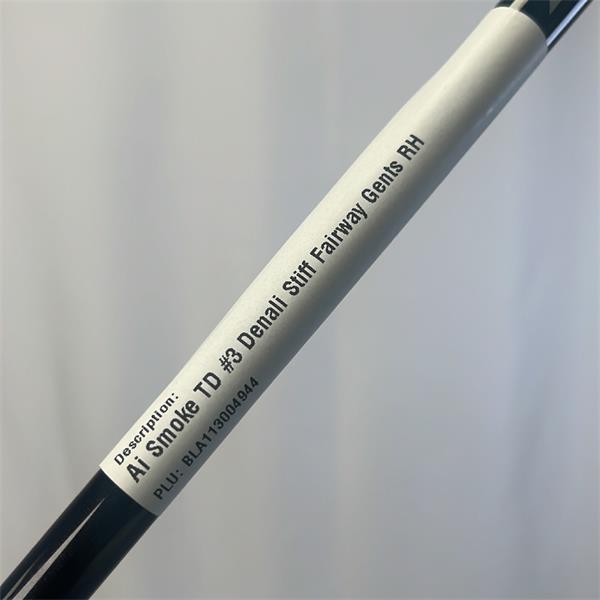 Description:
Ai Smoke TD #3 Denali Stiff Fairway Gents RH
PLU: BLA113004944